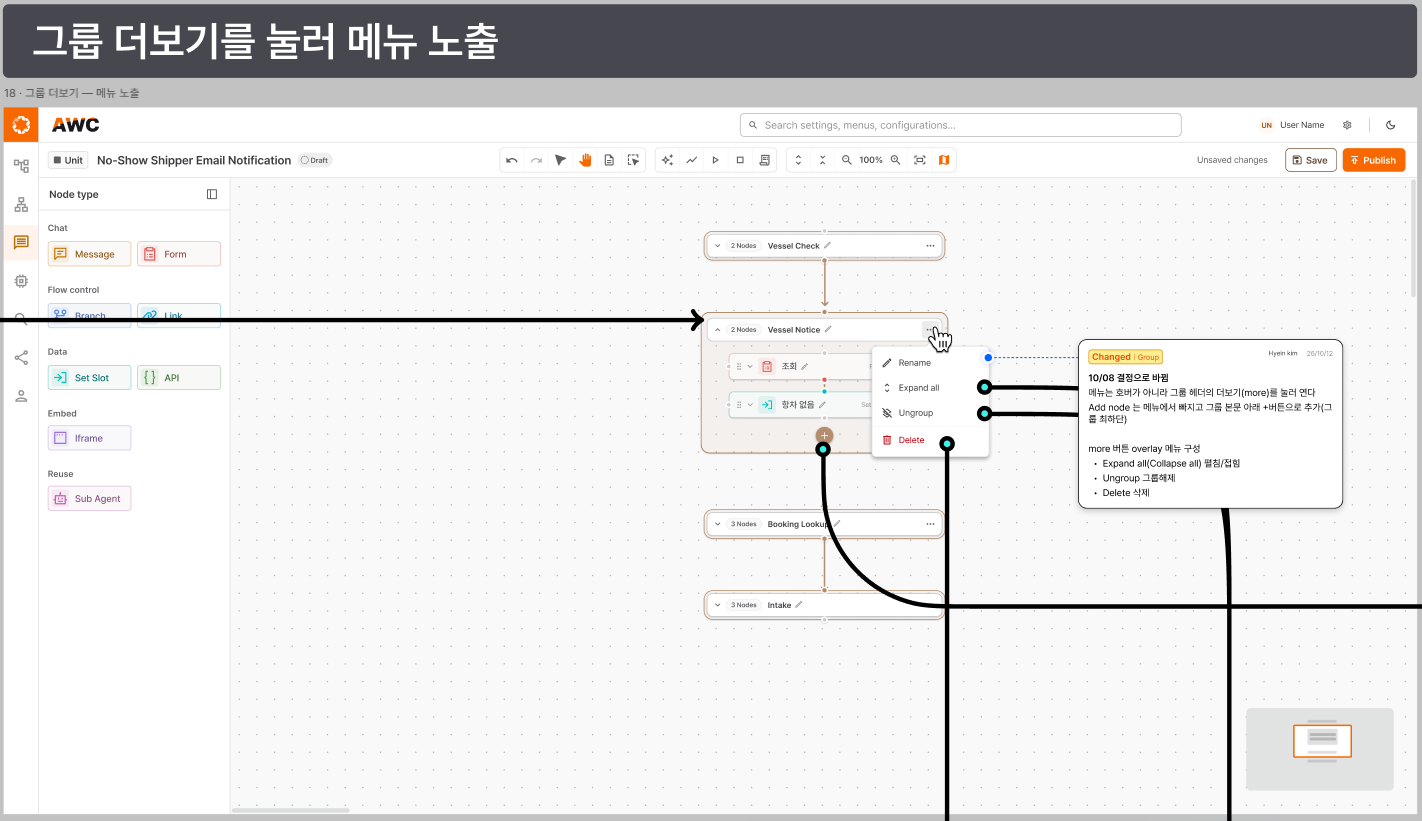 그룹 더보기를 눌러 메뉴 노출
18 · 그룹 더보기 — 메뉴 노출
AWC
Search settings, menus, configurations...
UN User Name
Unit No-Show Shipper Email Notification Draft
100%
Unsaved changes Save Publish
Node type
Chat
Message Form
Flow control
Branch Link
Data
Set Slot API
Embed
Iframe
Reuse
Sub Agent
2 Nodes Vessel Check
2 Nodes Vessel Notice
조회
항차 없음 Set
Rename
Expand all
Ungroup
Delete
3 Nodes Booking Lookup
3 Nodes Intake
Changed | Group Hyein kim 26/10/12
10/08 결정으로 바뀜
메뉴는 호버가 아니라 그룹 헤더의 더보기(more)를 눌러 연다
Add node 는 메뉴에서 빠지고 그룹 본문 아래 +버튼으로 추가(그
룹 최하단)
more 버튼 overlay 메뉴 구성
• Expand all(Collapse all) 펼침/접힘
• Ungroup 그룹해제
• Delete 삭제